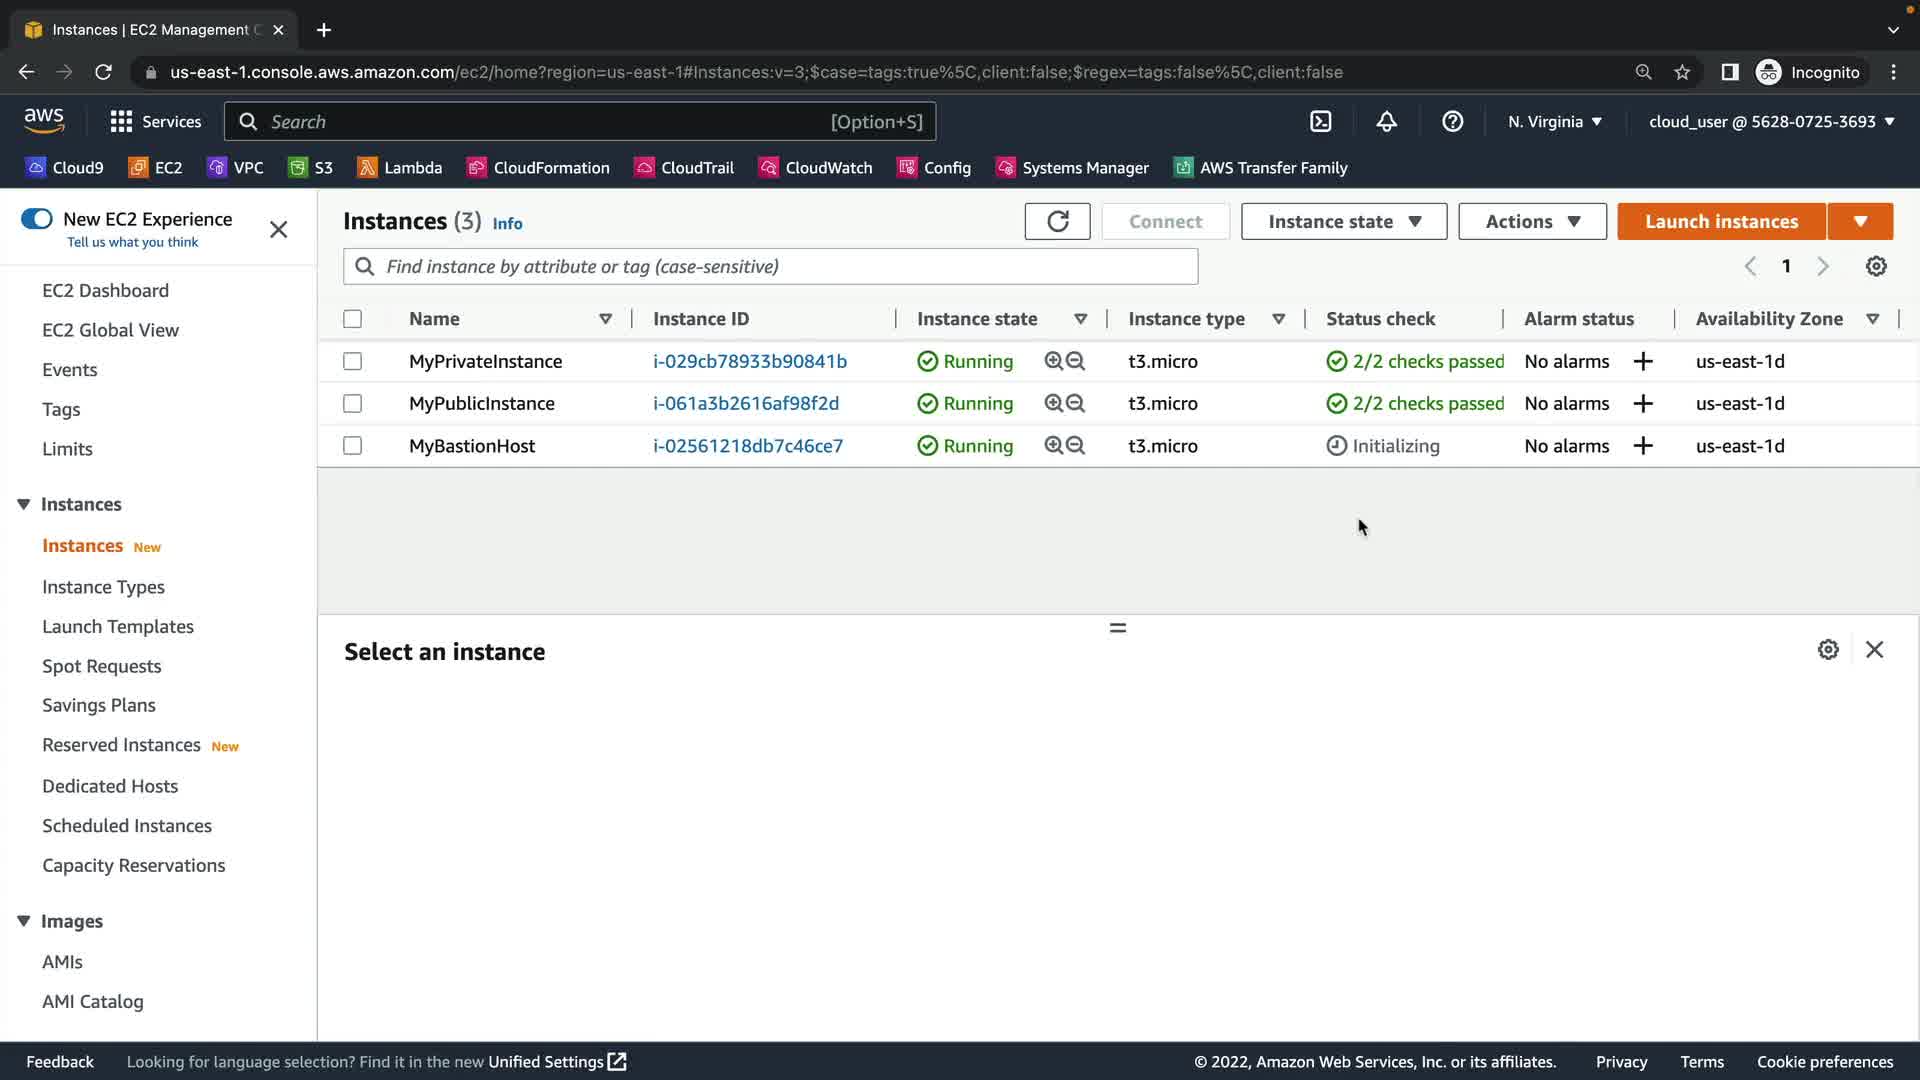 Instances | EC2 Management C
us-east-1.console.aws.amazon.com/ec2/home?region=us-east-1#Instances:v=3;$case=tags:true%5C,client:false;$regex=tags:false%5C,client:false
Incognito
aws
Services
Search
[Option+S]
N. Virginia
cloud_user @ 5628-0725-3693
Cloud9 EC2 VPC S3 Lambda CloudFormation CloudTrail CloudWatch Config Systems Manager AWS Transfer Family
New EC2 Experience
Tell us what you think
EC2 Dashboard
EC2 Global View
Events
Tags
Limits
Instances
Instances New
Instance Types
Launch Templates
Spot Requests
Savings Plans
Reserved Instances New
Dedicated Hosts
Scheduled Instances
Capacity Reservations
Images
AMIs
AMI Catalog
Instances (3) Info
Connect
Instance state
Actions
Launch instances
Find instance by attribute or tag (case-sensitive)
1
Name Instance ID Instance state Instance type Status check Alarm status Availability Zone
MyPrivateInstance i-029cb78933b90841b Running t3.micro 2/2 checks passed No alarms + us-east-1d
MyPublicInstance i-061a3b2616af98f2d Running t3.micro 2/2 checks passed No alarms + us-east-1d
MyBastionHost i-02561218db7c46ce7 Running t3.micro Initializing No alarms + us-east-1d
Select an instance
Feedback Looking for language selection? Find it in the new Unified Settings
© 2022, Amazon Web Services, Inc. or its affiliates. Privacy Terms Cookie preferences